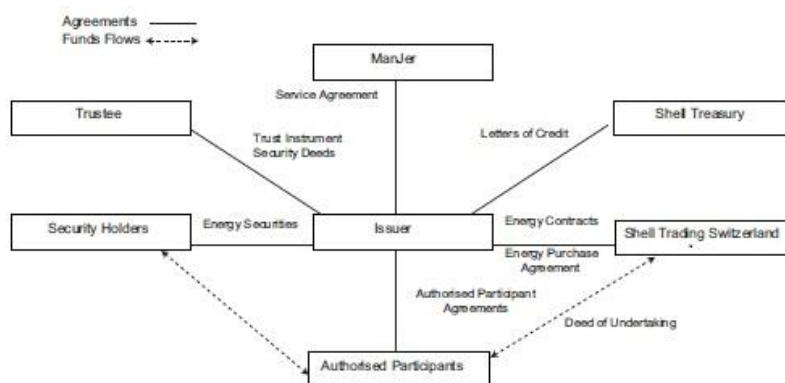 Agreements
Funds Flows
ManJer
Service Agreement
Trustee
Shell Treasury
Trust Instrument
Security Deeds
Letters of Credit
Security Holders
Energy Securities
Issuer
Energy Contracts
Shell Trading Switzerland
Energy Purchase
Agreement
Authorised Participant
Agreements
Deed of Undertaking
Authorised Participants